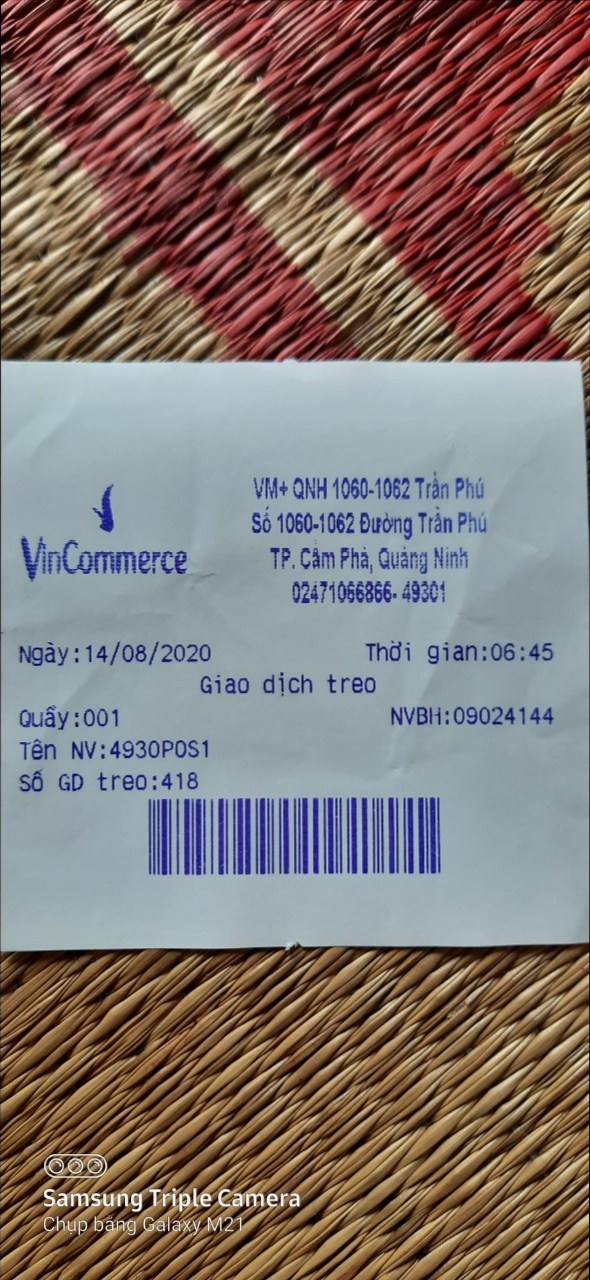 VinCommerce
VM+ QNH 1060-1062 Trần Phú
Số 1060-1062 Đường Trần Phú
TP. Cẩm Phả, Quảng Ninh
02471066866- 49301
Ngày:14/08/2020 Thời gian:06:45
Giao dịch treo
Quầy:001 NVBH:09024144
Tên NV:4930POS1
Số GD treo:418
Samsung Triple Camera
Chụp bằng Galaxy M21